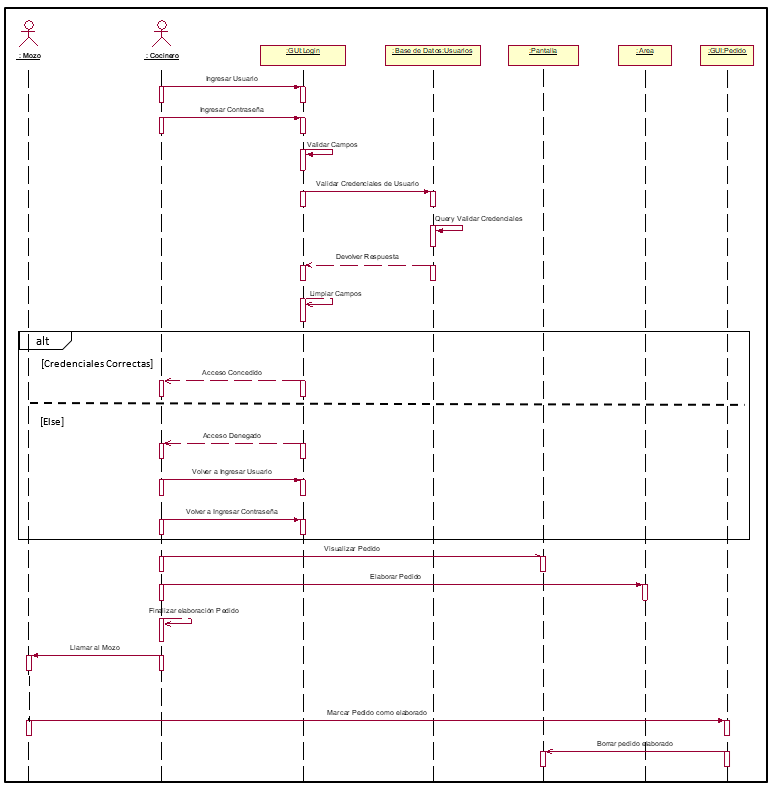 : Mozo
: Cocinero
:GUI:Login
:Base de Datos:Usuarios
:Pantalla
:Area
:GUI:Pedido
Ingresar Usuario
Ingresar Contraseña
Validar Campos
Validar Credenciales de Usuario
Query Validar Credenciales
Devolver Respuesta
Limpiar Campos
alt
[Credenciales Correctas]
Acceso Concedido
[Else]
Acceso Denegado
Volver a Ingresar Usuario
Volver a Ingresar Contraseña
Visualizar Pedido
Elaborar Pedido
Finalizar elaboración Pedido
Llamar al Mozo
Marcar Pedido como elaborado
Borrar pedido elaborado